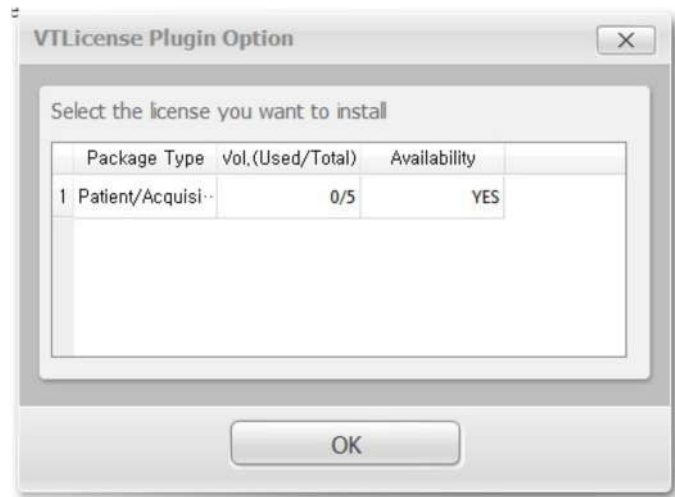 VTLicense Plugin Option
Select the license you want to install
Package Type Vol.(Used/Total) Availability
1 Patient/Acquisi... 0/5 YES
OK